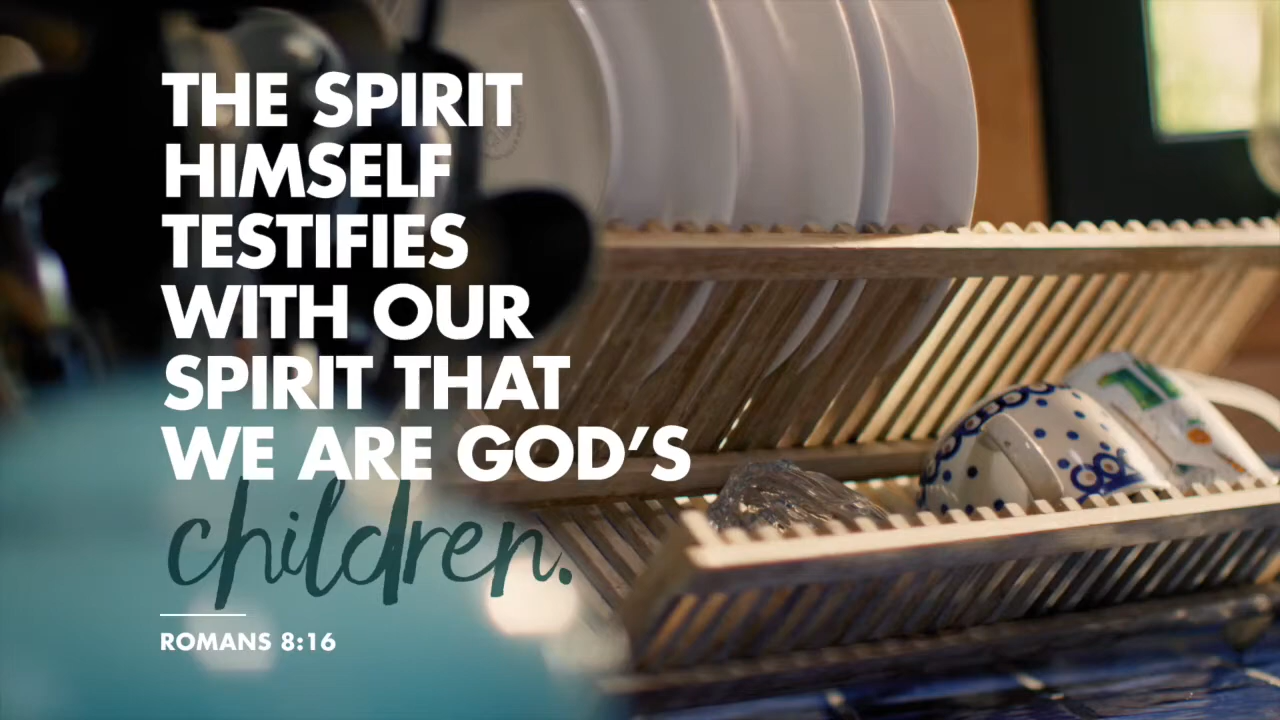 THE SPIRIT
HIMSELF
TESTIFIES
WITH OUR
SPIRIT THAT
WE ARE GOD’S
children.
ROMANS 8:16